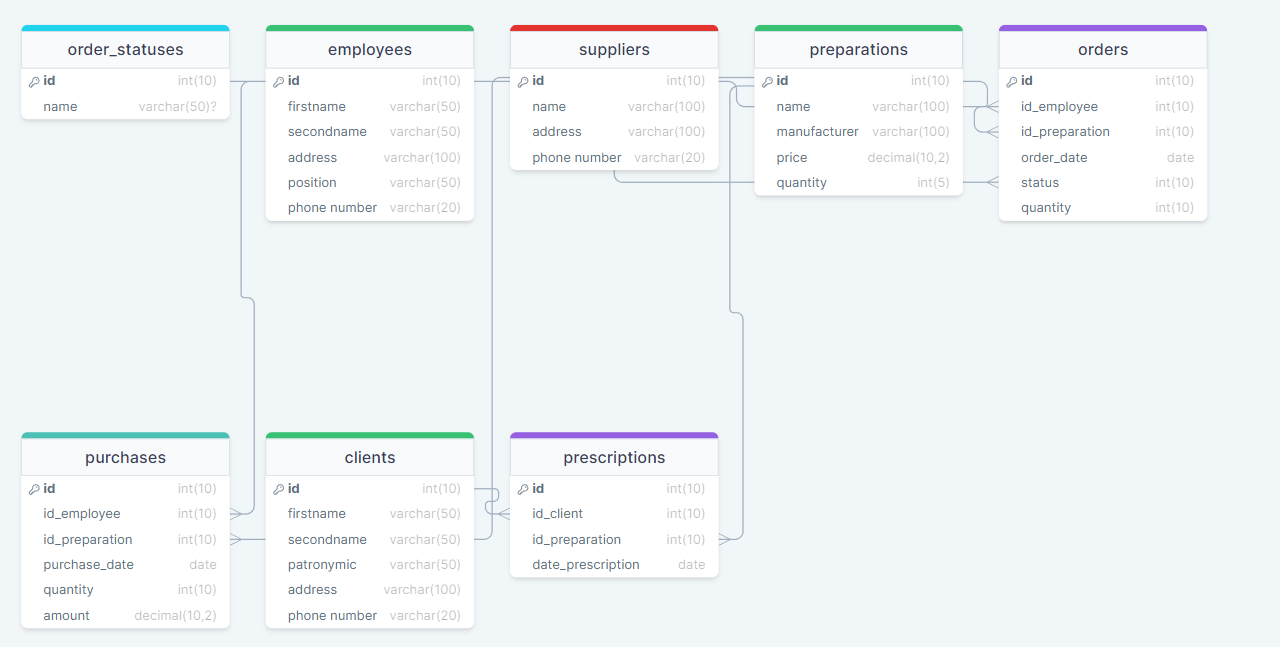 order_statuses
id int(10)
name varchar(50)?
employees
id int(10)
firstname varchar(50)
secondname varchar(50)
address varchar(100)
position varchar(50)
phone number varchar(20)
suppliers
id int(10)
name varchar(100)
address varchar(100)
phone number varchar(20)
preparations
id int(10)
name varchar(100)
manufacturer varchar(100)
price decimal(10,2)
quantity int(5)
orders
id int(10)
id_employee int(10)
id_preparation int(10)
order_date date
status int(10)
quantity int(10)
purchases
id int(10)
id_employee int(10)
id_preparation int(10)
purchase_date date
quantity int(10)
amount decimal(10,2)
clients
id int(10)
firstname varchar(50)
secondname varchar(50)
patronymic varchar(50)
address varchar(100)
phone number varchar(20)
prescriptions
id int(10)
id_client int(10)
id_preparation int(10)
date_prescription date